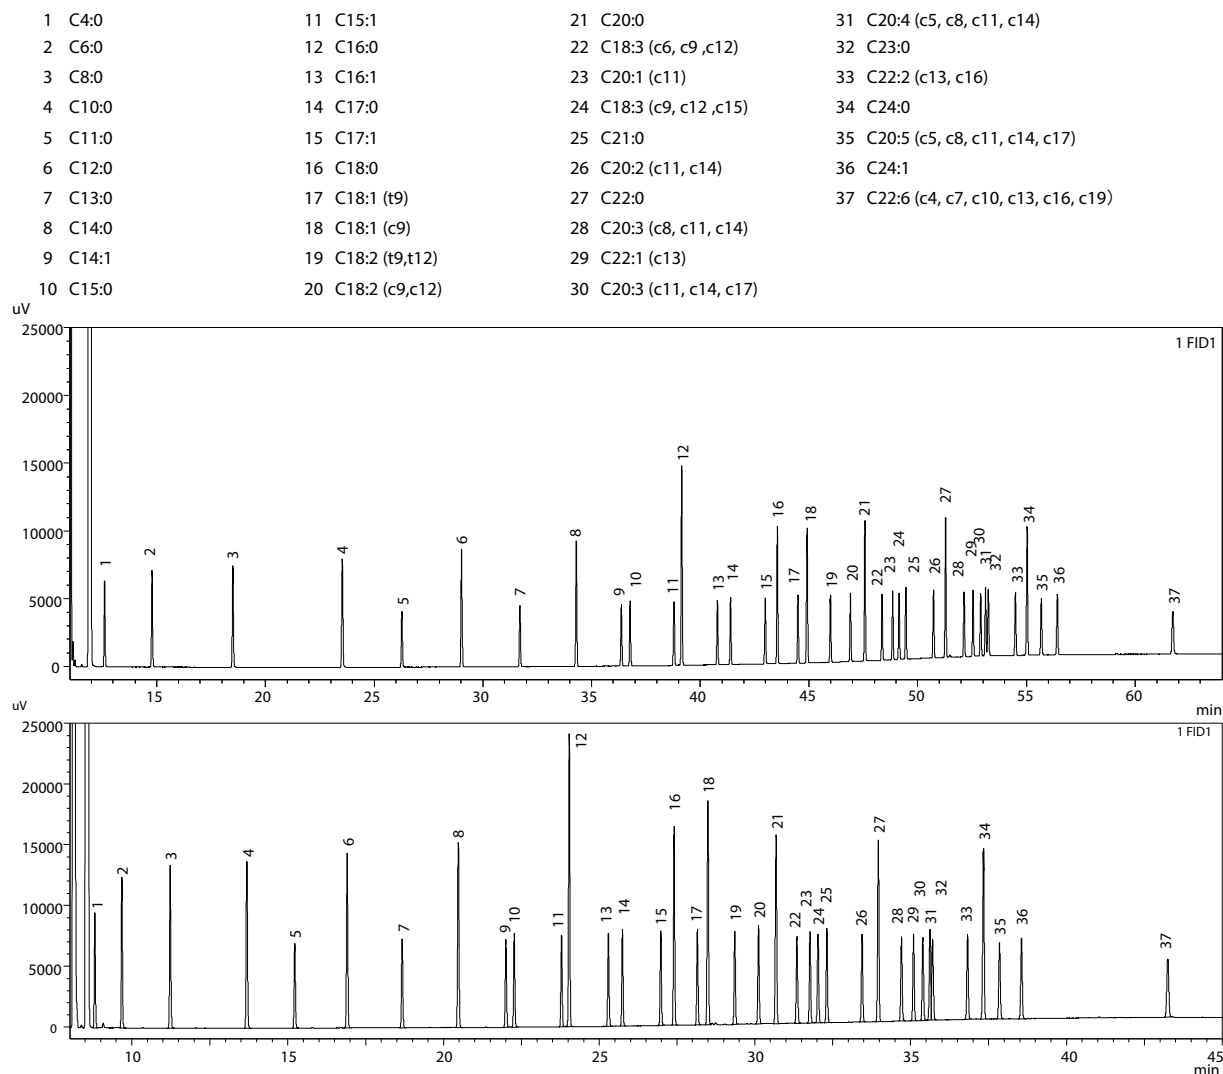 1 C4:0 11 C15:1 21 C20:0 31 C20:4 (c5, c8, c11, c14)
2 C6:0 12 C16:0 22 C18:3 (c6, c9 ,c12) 32 C23:0
3 C8:0 13 C16:1 23 C20:1 (c11) 33 C22:2 (c13, c16)
4 C10:0 14 C17:0 24 C18:3 (c9, c12 ,c15) 34 C24:0
5 C11:0 15 C17:1 25 C21:0 35 C20:5 (c5, c8, c11, c14, c17)
6 C12:0 16 C18:0 26 C20:2 (c11, c14) 36 C24:1
7 C13:0 17 C18:1 (t9) 27 C22:0 37 C22:6 (c4, c7, c10, c13, c16, c19)
8 C14:0 18 C18:1 (c9) 28 C20:3 (c8, c11, c14)
9 C14:1 19 C18:2 (t9,t12) 29 C22:1 (c13)
10 C15:0 20 C18:2 (c9,c12) 30 C20:3 (c11, c14, c17)
uV
25000
1 FID1
20000
15000
10000
5000
0
1 2 3 4 5 6 7 8 9 10 11 12 13 14 15 16 17 18 19 20 21 22 23 24 25 26 27 28 29 30 31 32 33 34 35 36 37
15 20 25 30 35 40 45 50 55 60
min
uV
25000
1 FID1
20000
15000
10000
5000
0
1 2 3 4 5 6 7 8 9 10 11 12 13 14 15 16 17 18 19 20 21 22 23 24 25 26 27 28 29 30 31 32 33 34 35 36 37
10 15 20 25 30 35 40 45
min